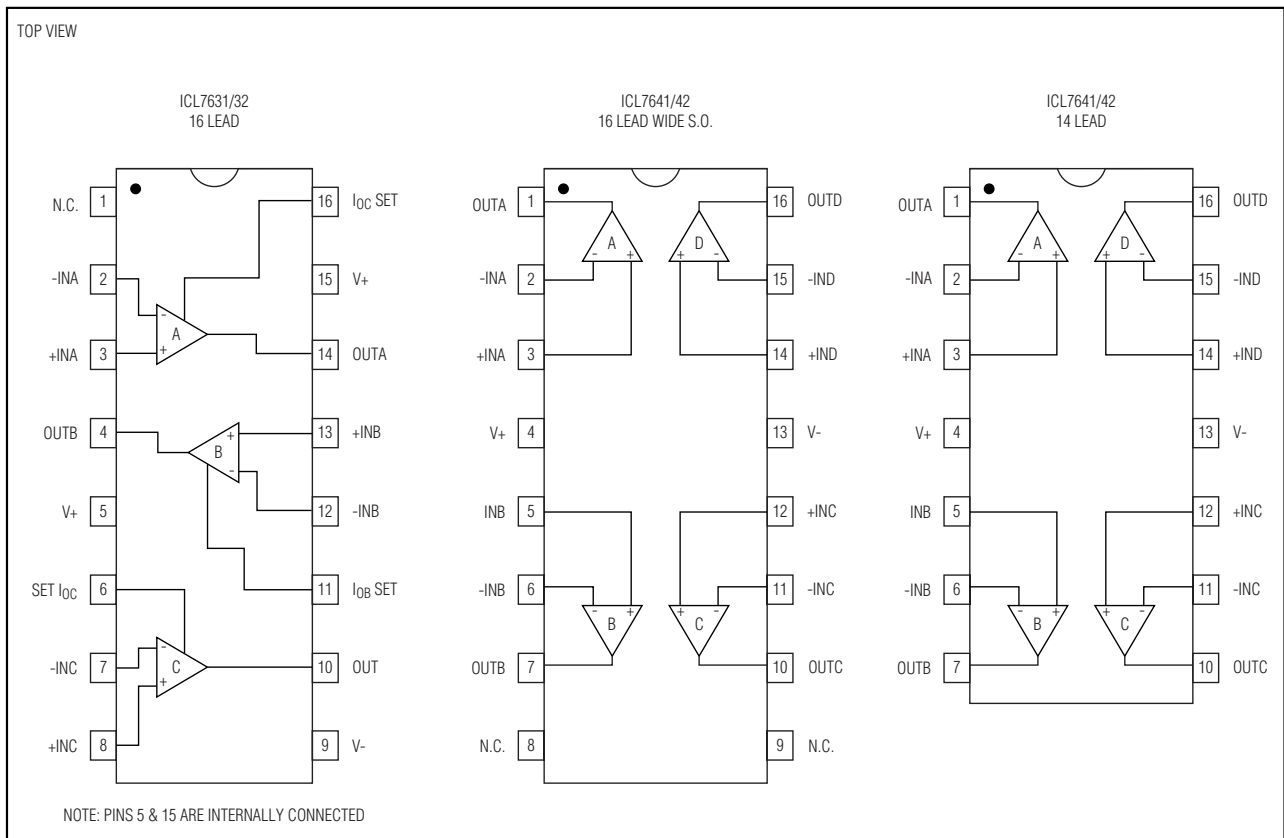 TOP VIEW
ICL7631/32
16 LEAD
N.C. 1
16 IOC SET
-INA 2
15 V+
A
-
+
+INA 3
14 OUTA
OUTB 4
13 +INB
B
+
-
V+ 5
12 -INB
SET IOC 6
11 IOB SET
-INC 7
10 OUT
C
-
+
+INC 8
9 V-
NOTE: PINS 5 & 15 ARE INTERNALLY CONNECTED
ICL7641/42
16 LEAD WIDE S.O.
OUTA 1
16 OUTD
A
D
- +
+ -
-INA 2
15 -IND
+INA 3
14 +IND
V+ 4
13 V-
INB 5
12 +INC
-INB 6
11 -INC
- +
+ -
B
C
OUTB 7
10 OUTC
N.C. 8
9 N.C.
ICL7641/42
14 LEAD
OUTA 1
16 OUTD
A
D
- +
+ -
-INA 2
15 -IND
+INA 3
14 +IND
V+ 4
13 V-
INB 5
12 +INC
-INB 6
11 -INC
- +
+ -
B
C
OUTB 7
10 OUTC